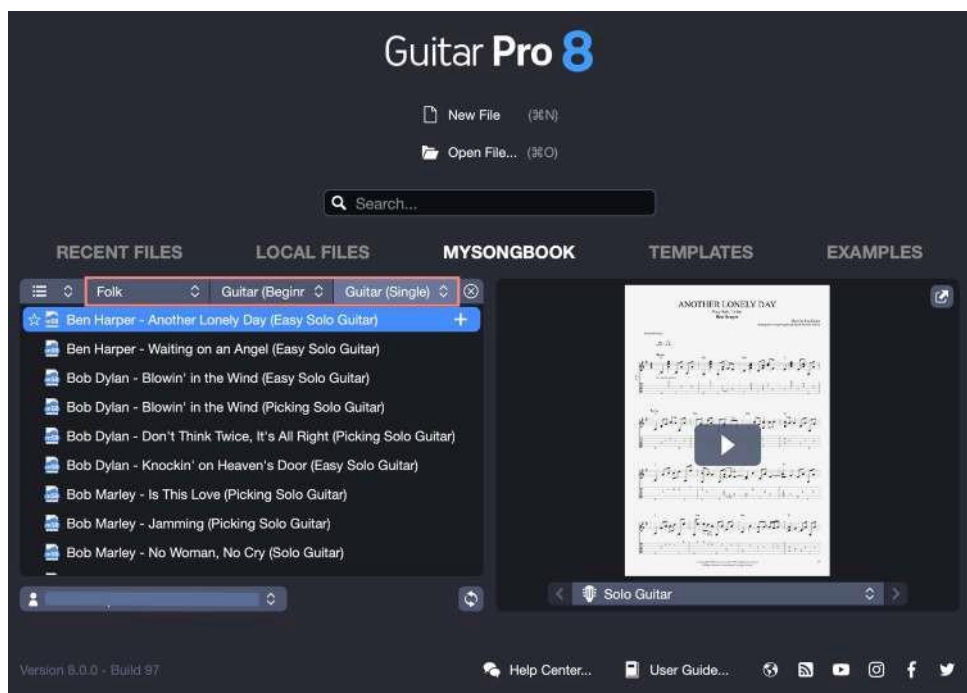 Guitar Pro 8
New File (⌘N)
Open File... (⌘O)
Search...
RECENT FILES LOCAL FILES MYSONGBOOK TEMPLATES EXAMPLES
Folk Guitar (Beginr Guitar (Single)
Ben Harper - Another Lonely Day (Easy Solo Guitar) +
Ben Harper - Waiting on an Angel (Easy Solo Guitar)
Bob Dylan - Blowin' in the Wind (Easy Solo Guitar)
Bob Dylan - Blowin' in the Wind (Picking Solo Guitar)
Bob Dylan - Don't Think Twice, It's All Right (Picking Solo Guitar)
Bob Dylan - Knockin' on Heaven's Door (Easy Solo Guitar)
Bob Marley - Is This Love (Picking Solo Guitar)
Bob Marley - Jamming (Picking Solo Guitar)
Bob Marley - No Woman, No Cry (Solo Guitar)
ANOTHER LONELY DAY
Ben Harper
Solo Guitar
Version 8.0.0 - Build 97
Help Center... User Guide...